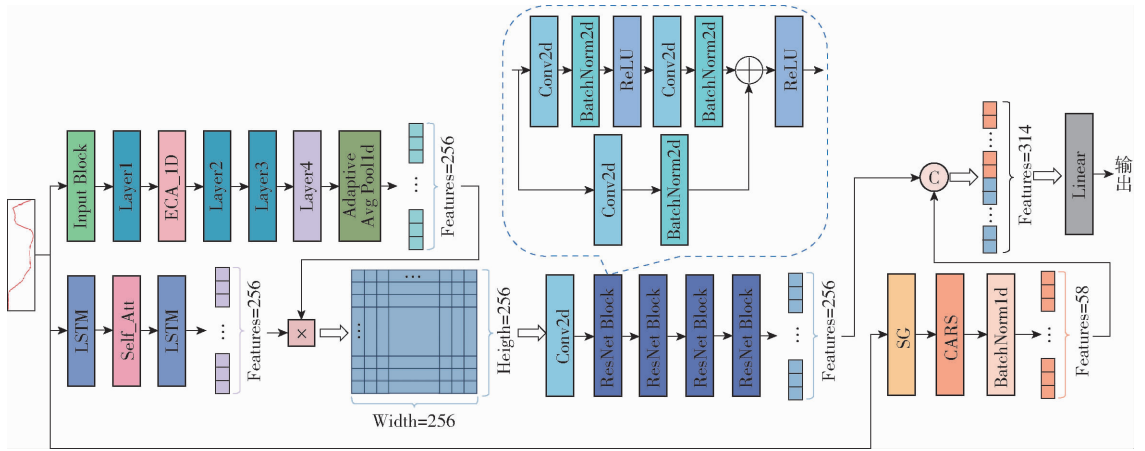 Conv2d
BatchNorm2d
ReLU
Conv2d
BatchNorm2d
ReLU
Conv2d
BatchNorm2d
Input Block
Layer1
ECA_1D
Layer2
Layer3
Layer4
Adaptive
Avg Pool1d
...
Features=256
LSTM
Self_Att
LSTM
...
Features=256
×
...
...
Heigth=256
Width=256
Conv2d
ResNet Block
ResNet Block
ResNet Block
ResNet Block
...
Features=256
SG
CARS
BatchNorm1d
...
Features=58
C
...
...
Features=314
Linear
输出